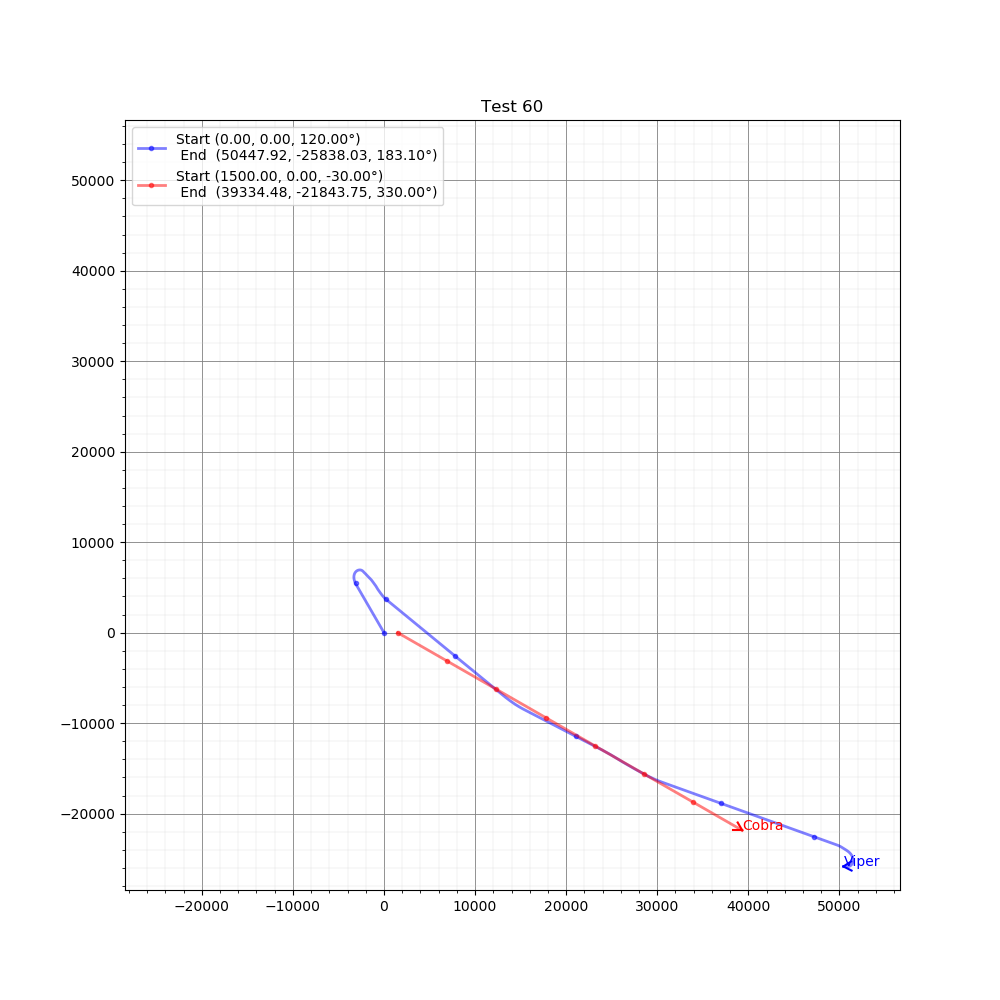 Test 60
Start (0.00, 0.00, 120.00°)
End (50447.92, -25838.03, 183.10°)
Start (1500.00, 0.00, -30.00°)
End (39334.48, -21843.75, 330.00°)
50000
40000
30000
20000
10000
0
−10000
−20000
Cobra
Viper
−20000 −10000 0 10000 20000 30000 40000 50000